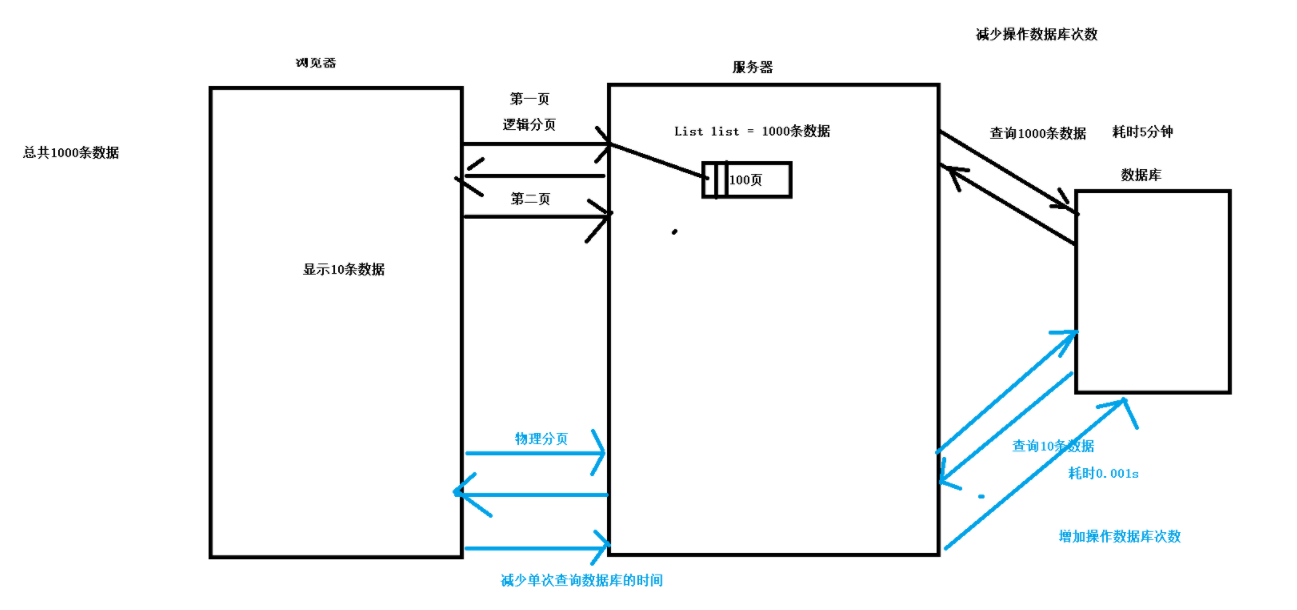 减少操作数据库次数
浏览器
服务器
第一页
逻辑分页
List list = 1000条数据
查询1000条数据
耗时5分钟
总共1000条数据
100页
数据库
第二页
显示10条数据
物理分页
查询10条数据
耗时0.001s
增加操作数据库次数
减少单次查询数据库的时间